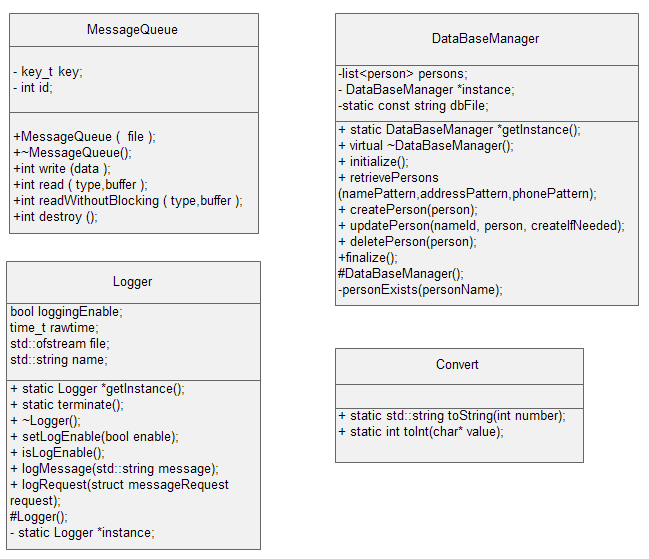 MessageQueue
- key_t key;
- int id;
+MessageQueue (  file );
+~MessageQueue();
+int write (data );
+int read ( type,buffer );
+int readWithoutBlocking ( type,buffer );
+int destroy ();
DataBaseManager
-list<person> persons;
- DataBaseManager *instance;
-static const string dbFile;
+ static DataBaseManager *getInstance();
+ virtual ~DataBaseManager();
+ initialize();
+ retrievePersons
(namePattern,addressPattern,phonePattern);
+ createPerson(person);
+ updatePerson(nameId, person, createIfNeeded);
+ deletePerson(person);
+finalize();
#DataBaseManager();
-personExists(personName);
Logger
bool loggingEnable;
time_t rawtime;
std::ofstream file;
std::string name;
+ static Logger *getInstance();
+ static terminate();
+ ~Logger();
+ setLogEnable(bool enable);
+ isLogEnable();
+ logMessage(std::string message);
+ logRequest(struct messageRequest
request);
#Logger();
- static Logger *instance;
Convert
+ static std::string toString(int number);
+ static int toInt(char* value);